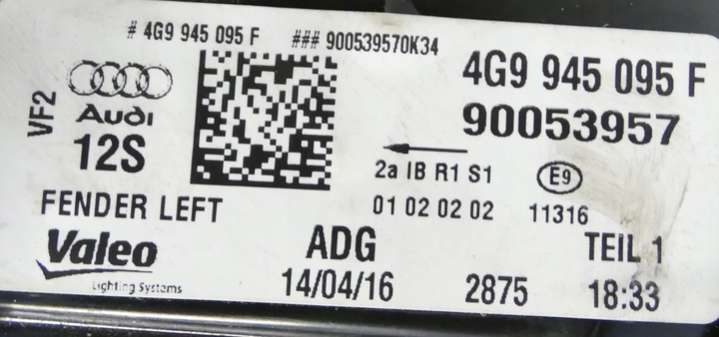 # 4G9 945 095 F ### 900539570K34
4G9 945 095 F
90053957
VF2
Audi
12S
2a IB R1 S1 E9
01 02 02 02 11316
FENDER LEFT
Valeo
Lighting Systems
ADG
14/04/16
2875
TEIL 1
18:33